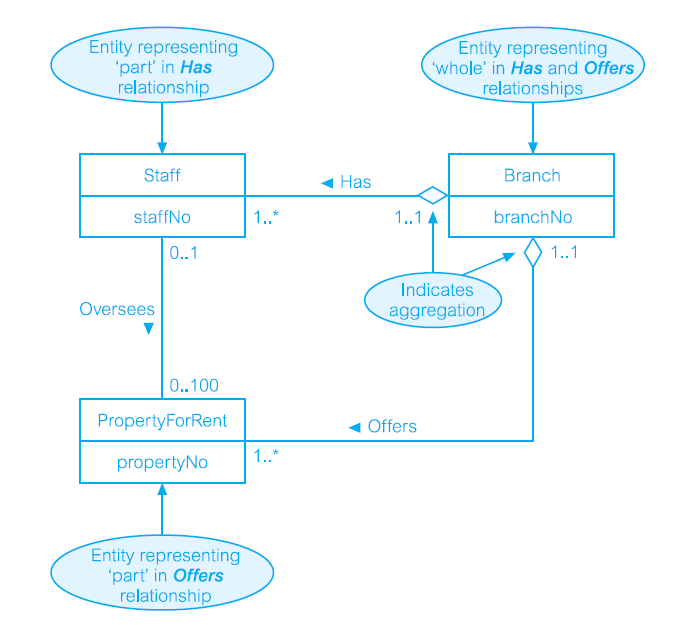 Entity representing
'part' in Has
relationship
Entity representing
'whole' in Has and Offers
relationships
Staff
◄ Has
Branch
staffNo
1..*
1..1
branchNo
0..1
1..1
Indicates
aggregation
Oversees
▼
0..100
PropertyForRent
◄ Offers
propertyNo
1..*
Entity representing
'part' in Offers
relationship